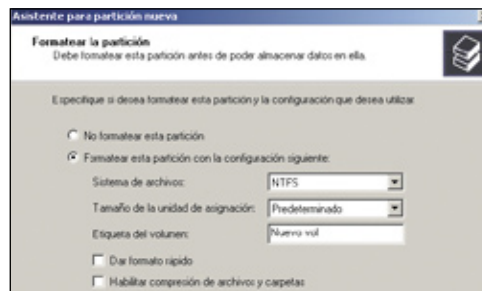 Asistente para partición nueva
Formatear la partición
Debe formatear esta partición antes de poder almacenar datos en ella.
Especifique si desea formatear esta partición y la configuración que desea utilizar
No formatear esta partición
Formatear esta partición con la configuración siguiente:
Sistema de archivos: NTFS
Tamaño de la unidad de asignación: Predeterminado
Etiqueta del volumen: Nuevo vol
Dar formato rápido
Habilitar compresión de archivos y carpetas